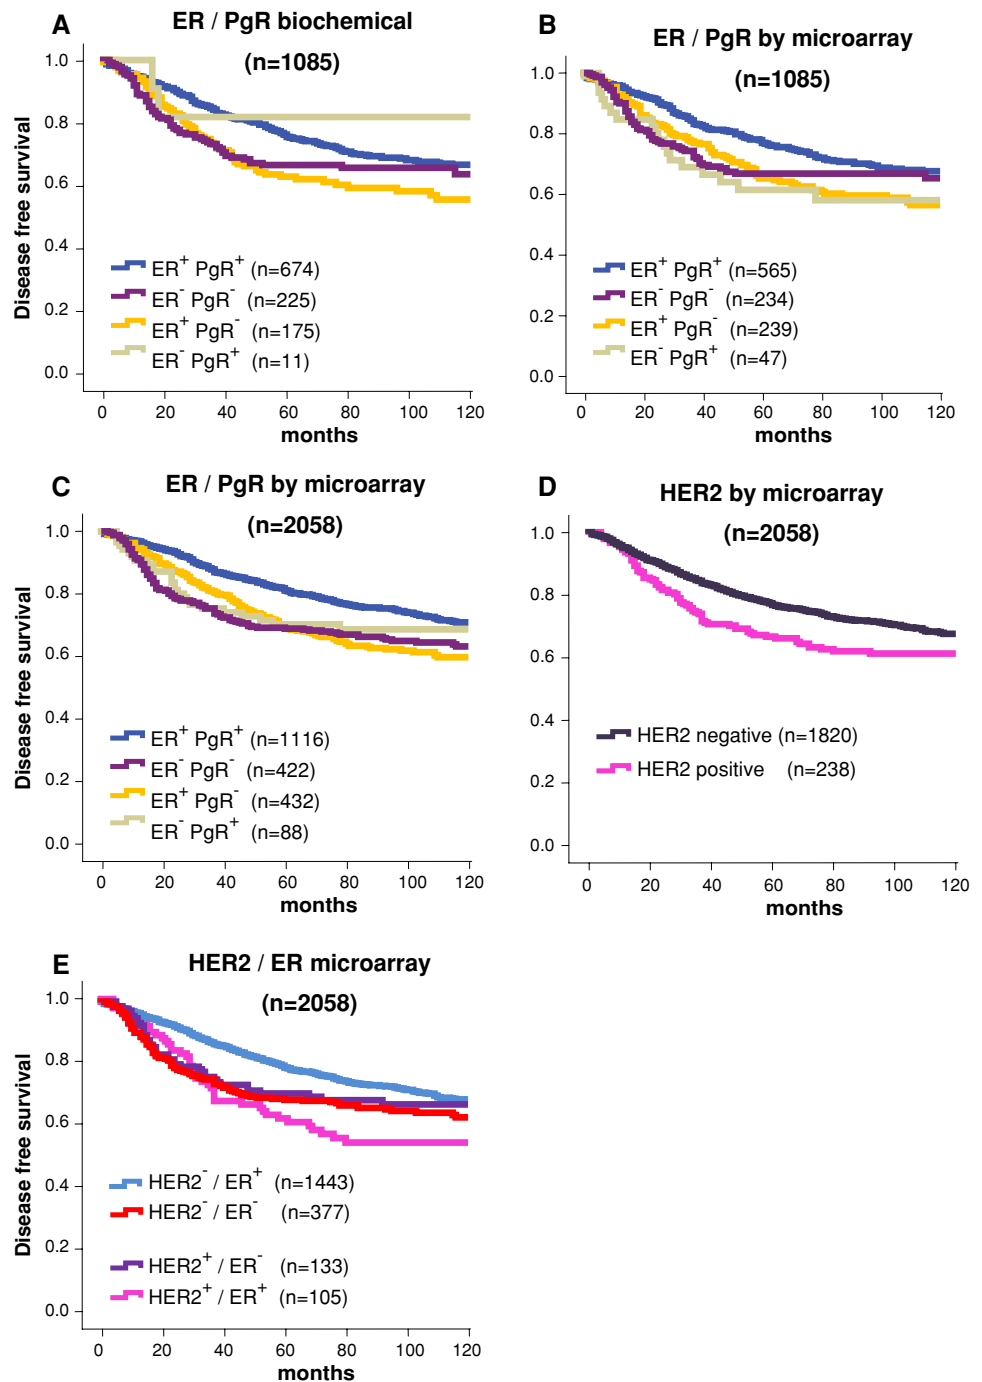 A
ER / PgR biochemical
(n=1085)
Disease free survival
1.0
0.8
0.6
0.4
0.2
0.0
ER+ PgR+ (n=674)
ER- PgR- (n=225)
ER+ PgR- (n=175)
ER- PgR+ (n=11)
0 20 40 60 80 100 120
months
B
ER / PgR by microarray
(n=1085)
1.0
0.8
0.6
0.4
0.2
0.0
ER+ PgR+ (n=565)
ER- PgR- (n=234)
ER+ PgR- (n=239)
ER- PgR+ (n=47)
0 20 40 60 80 100 120
months
C
ER / PgR by microarray
(n=2058)
Disease free survival
1.0
0.8
0.6
0.4
0.2
0.0
ER+ PgR+ (n=1116)
ER- PgR- (n=422)
ER+ PgR- (n=432)
ER- PgR+ (n=88)
0 20 40 60 80 100 120
months
D
HER2 by microarray
(n=2058)
1.0
0.8
0.6
0.4
0.2
0.0
HER2 negative (n=1820)
HER2 positive (n=238)
0 20 40 60 80 100 120
months
E
HER2 / ER microarray
(n=2058)
Disease free survival
1.0
0.8
0.6
0.4
0.2
0.0
HER2- / ER+ (n=1443)
HER2- / ER- (n=377)
HER2+ / ER- (n=133)
HER2+ / ER+ (n=105)
0 20 40 60 80 100 120
months